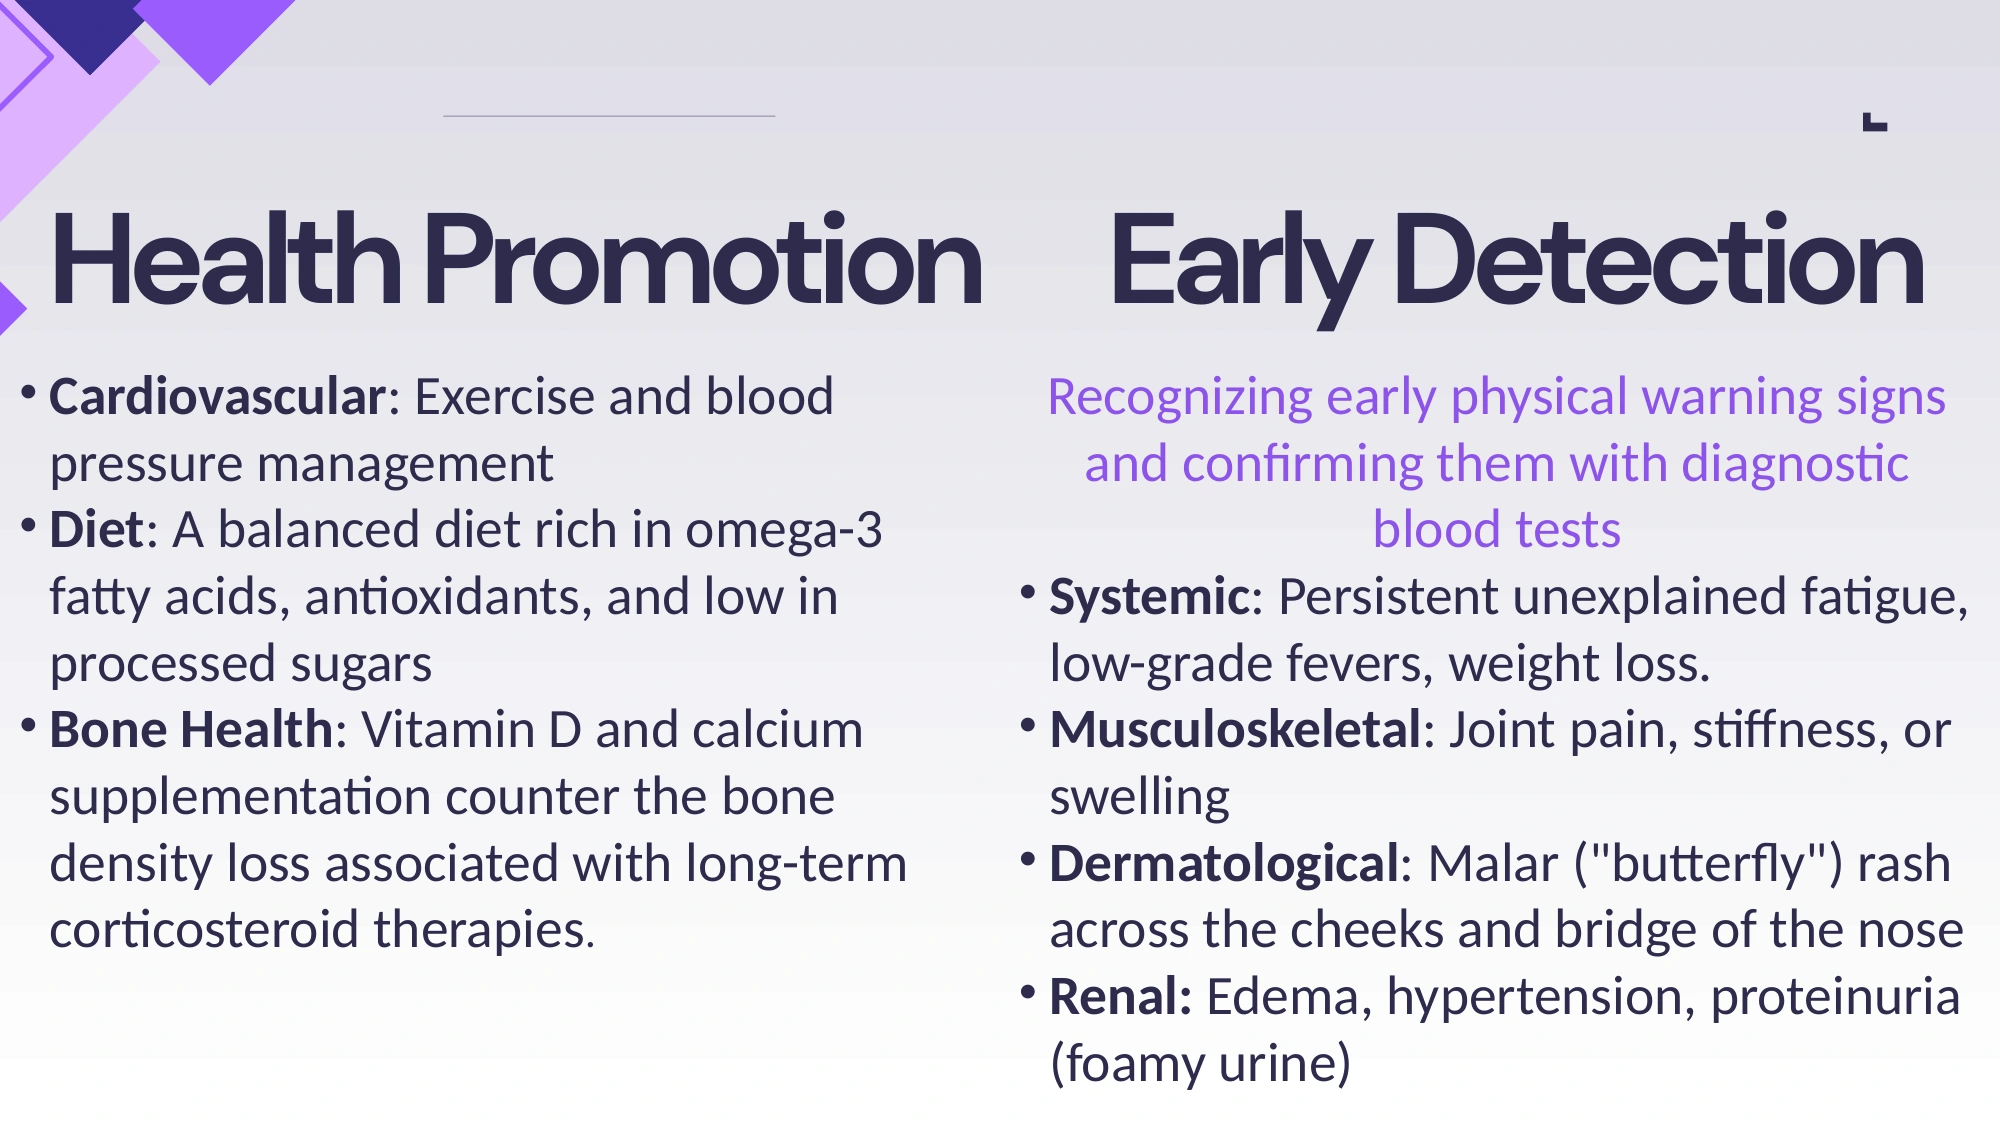 Health Promotion
• Cardiovascular: Exercise and blood
pressure management
• Diet: A balanced diet rich in omega-3
fatty acids, antioxidants, and low in
processed sugars
• Bone Health: Vitamin D and calcium
supplementation counter the bone
density loss associated with long-term
corticosteroid therapies.
Early Detection
Recognizing early physical warning signs
and confirming them with diagnostic
blood tests
• Systemic: Persistent unexplained fatigue,
low-grade fevers, weight loss.
• Musculoskeletal: Joint pain, stiffness, or
swelling
• Dermatological: Malar ("butterfly") rash
across the cheeks and bridge of the nose
• Renal: Edema, hypertension, proteinuria
(foamy urine)